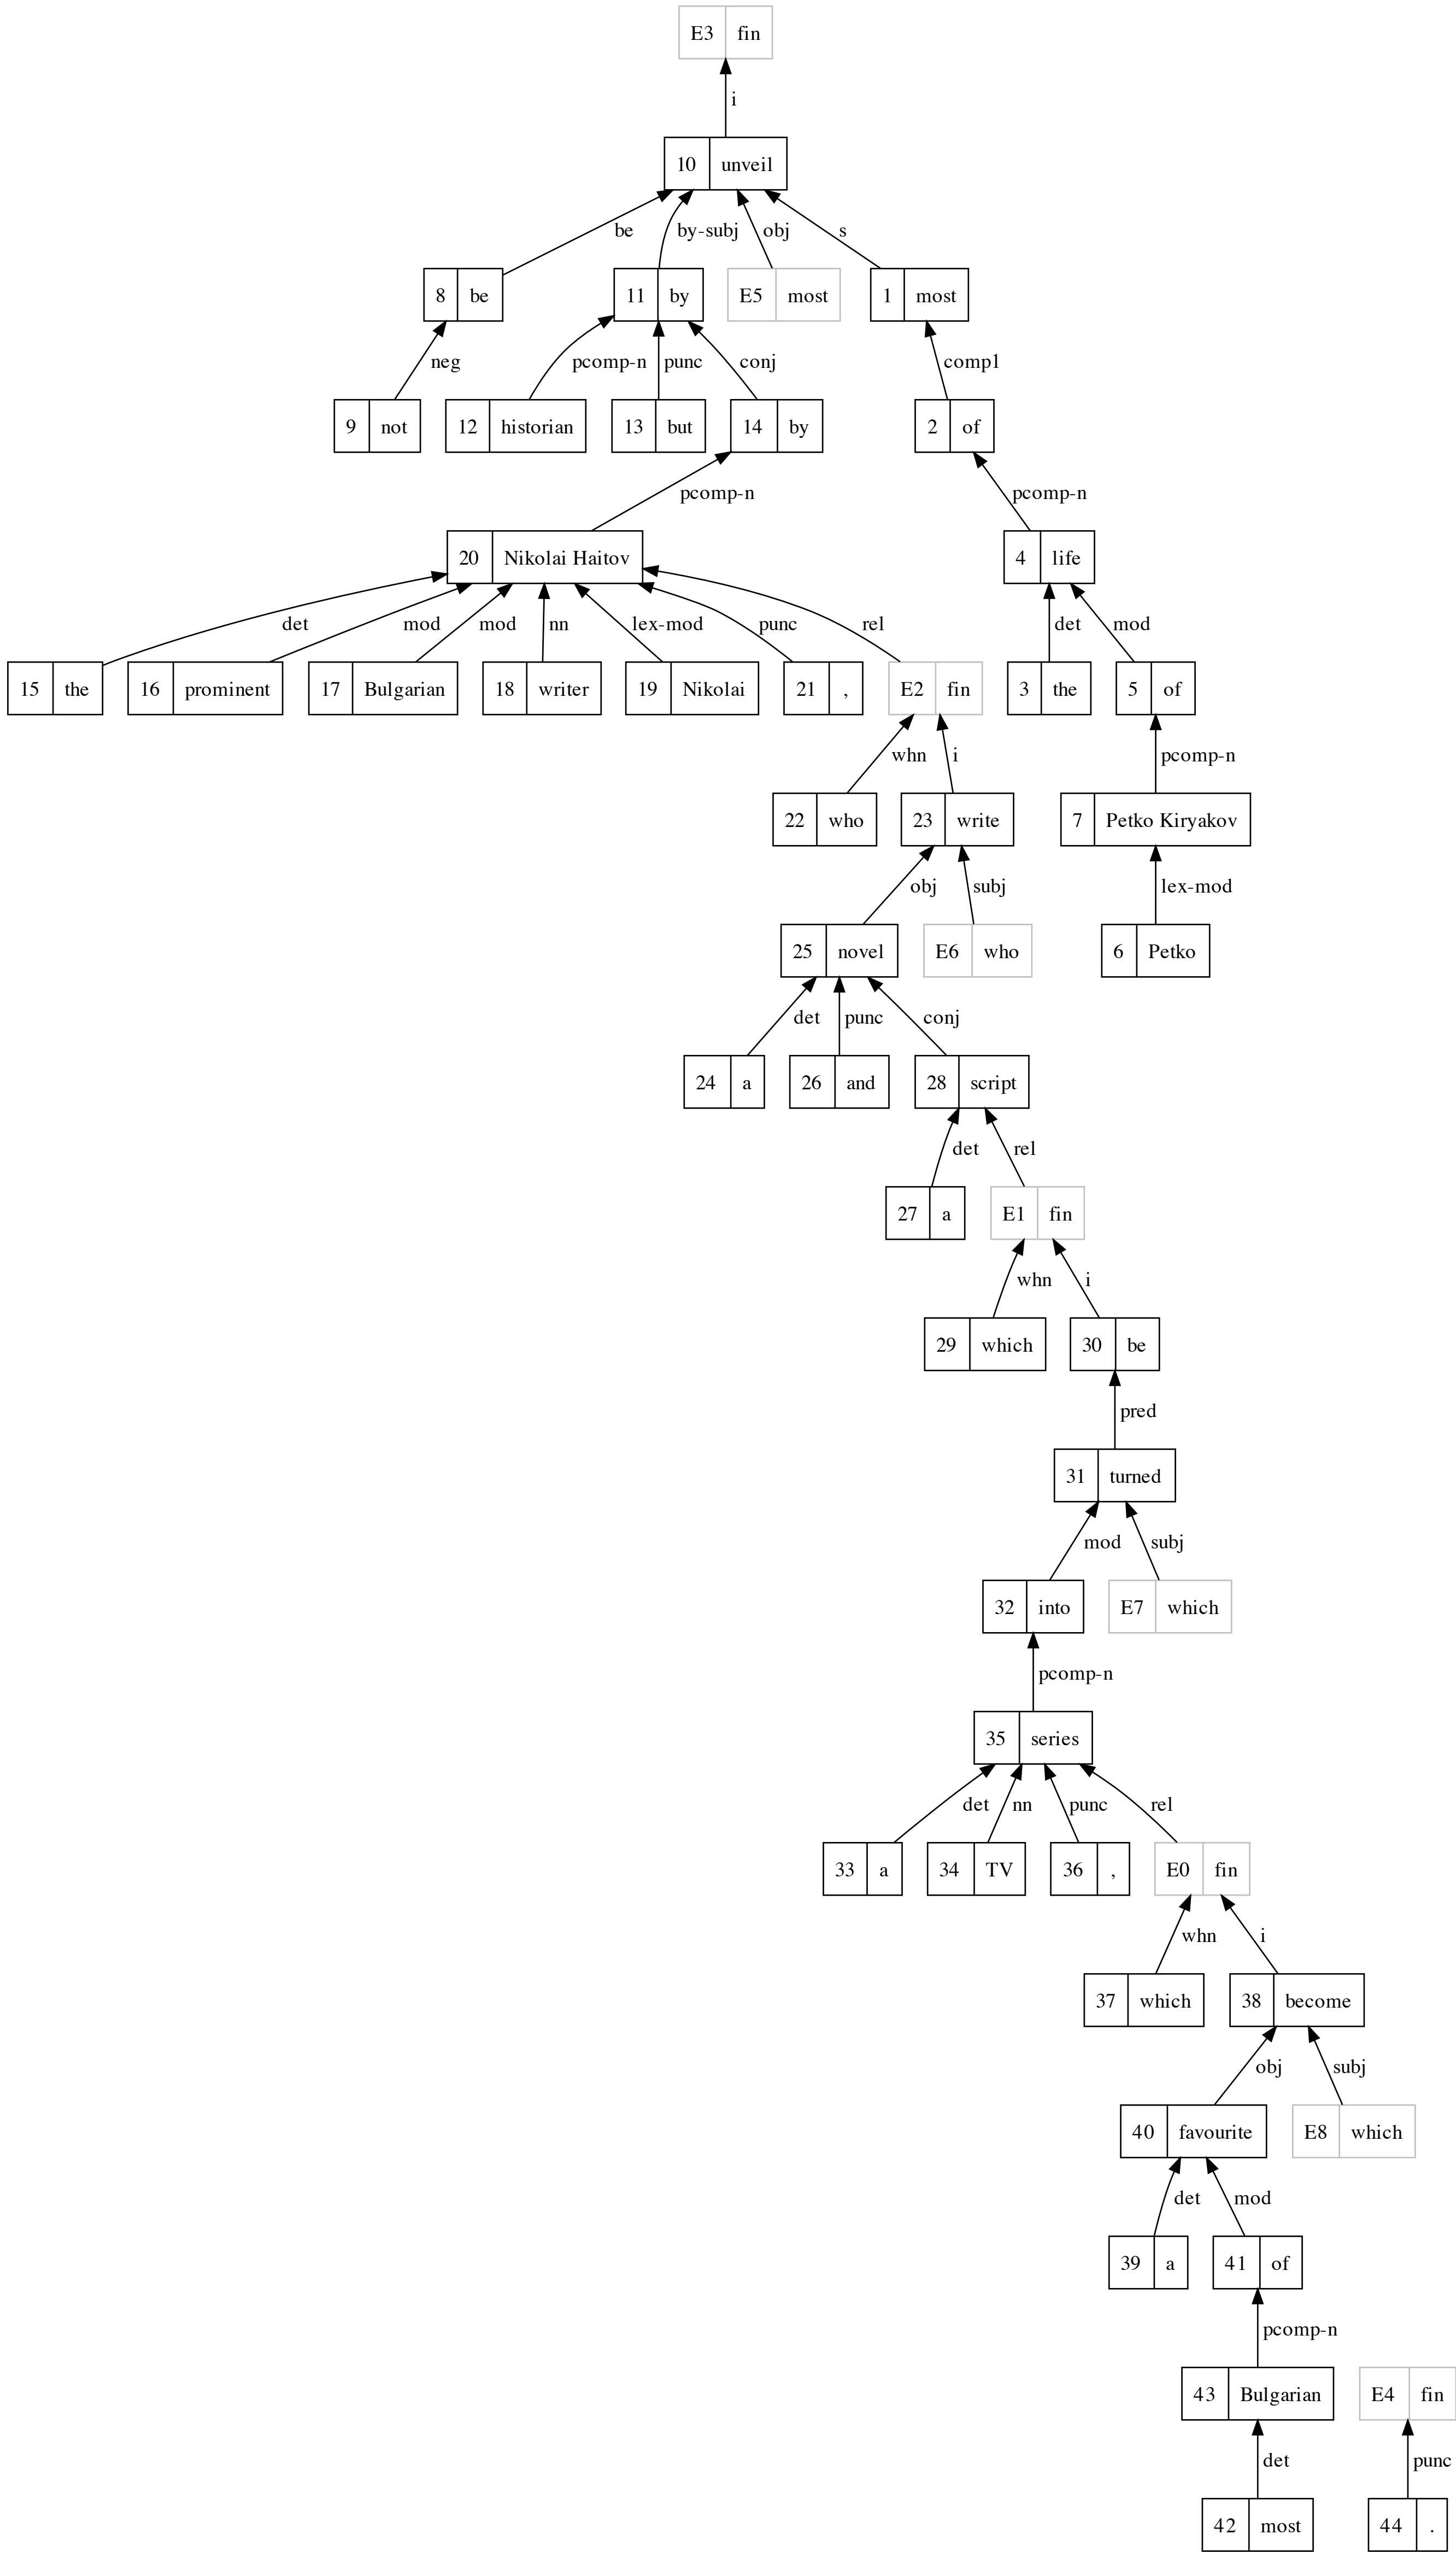 E3 fin
i
10 unveil
be by-subj obj s
8 be 11 by E5 most 1 most
neg pcomp-n punc conj comp1
9 not 12 historian 13 but 14 by 2 of
pcomp-n pcomp-n
20 Nikolai Haitov 4 life
det mod mod nn lex-mod punc rel det mod
15 the 16 prominent 17 Bulgarian 18 writer 19 Nikolai 21 , E2 fin 3 the 5 of
whn i pcomp-n
22 who 23 write 7 Petko Kiryakov
obj subj lex-mod
25 novel E6 who 6 Petko
det punc conj
24 a 26 and 28 script
det rel
27 a E1 fin
whn i
29 which 30 be
pred
31 turned
mod subj
32 into E7 which
pcomp-n
35 series
det nn punc rel
33 a 34 TV 36 , E0 fin
whn i
37 which 38 become
obj subj
40 favourite E8 which
det mod
39 a 41 of
pcomp-n
43 Bulgarian E4 fin
det punc
42 most 44 .